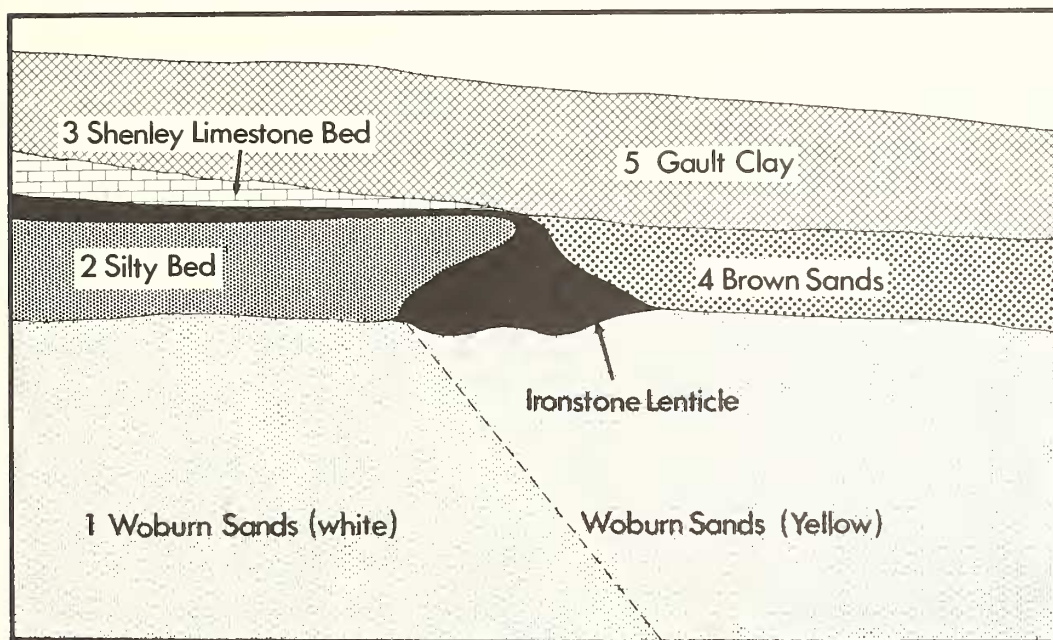 3 Shenley Limestone Bed
5 Gault Clay
2 Silty Bed
4 Brown Sands
Ironstone Lenticle
1 Woburn Sands (white)
Woburn Sands (Yellow)